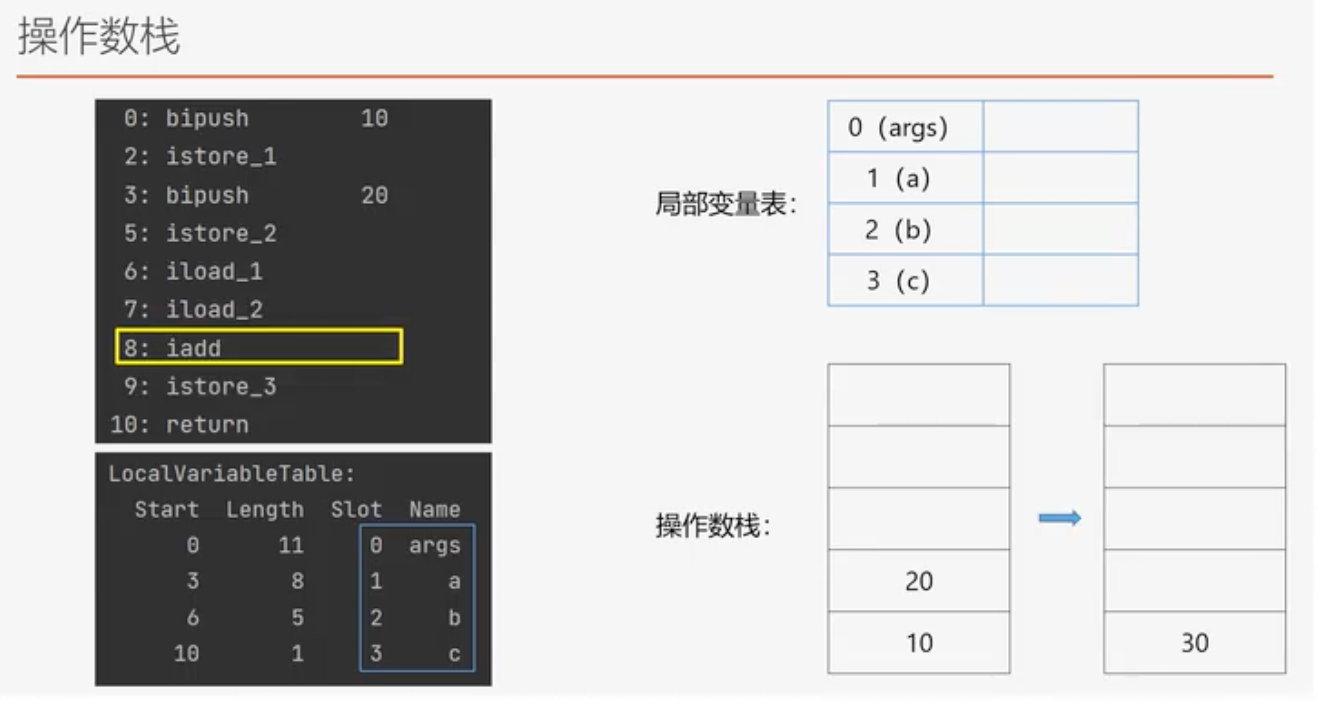 操作数栈
0: bipush 10
2: istore_1
3: bipush 20
5: istore_2
6: iload_1
7: iload_2
8: iadd
9: istore_3
10: return
LocalVariableTable:
Start Length Slot Name
0 11 0 args
3 8 1 a
6 5 2 b
10 1 3 c
局部变量表：
0 (args)
1 (a)
2 (b)
3 (c)
操作数栈：
20
10
30